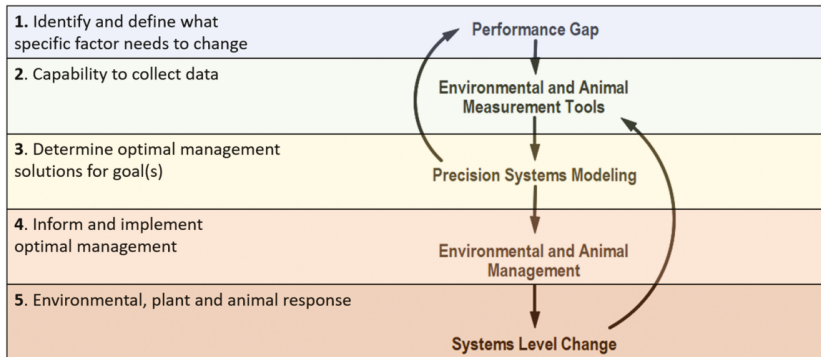 1. Identify and define what
specific factor needs to change
Performance Gap
2. Capability to collect data
Environmental and Animal
Measurement Tools
3. Determine optimal management
solutions for goal(s)
Precision Systems Modeling
4. Inform and implement
optimal management
Environmental and Animal
Management
5. Environmental, plant and animal response
Systems Level Change